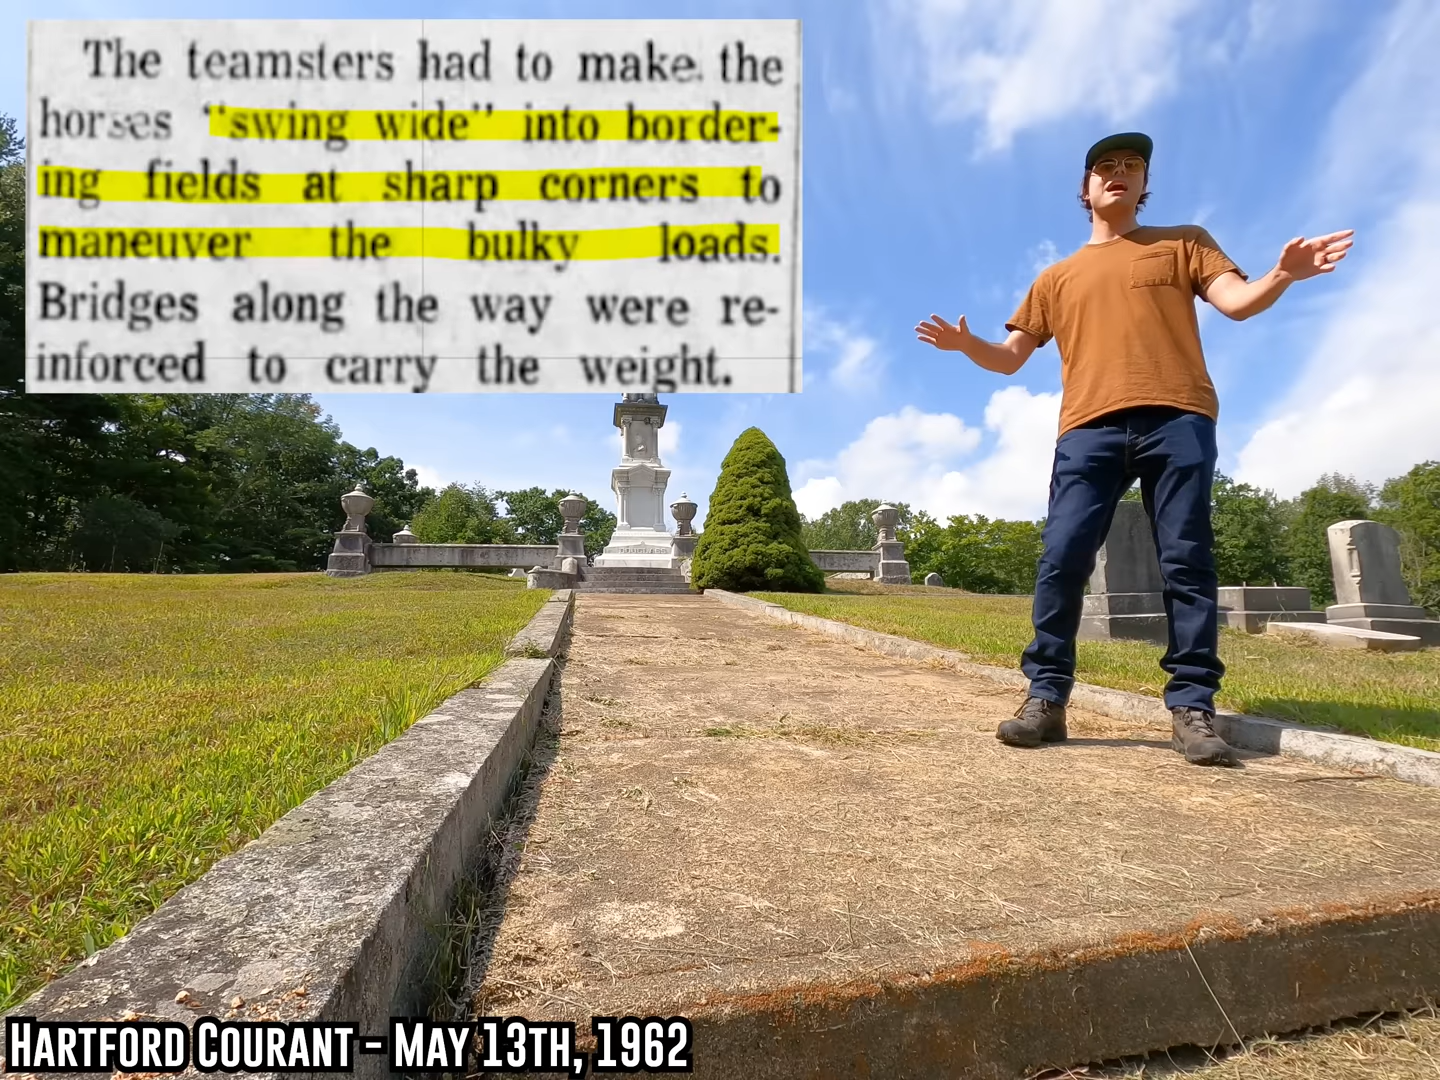 The teamsters had to make the
horses "swing wide" into border-
ing fields at sharp corners to
maneuver the bulky loads.
Bridges along the way were re-
inforced to carry the weight.
HARTFORD COURANT - MAY 13TH, 1962